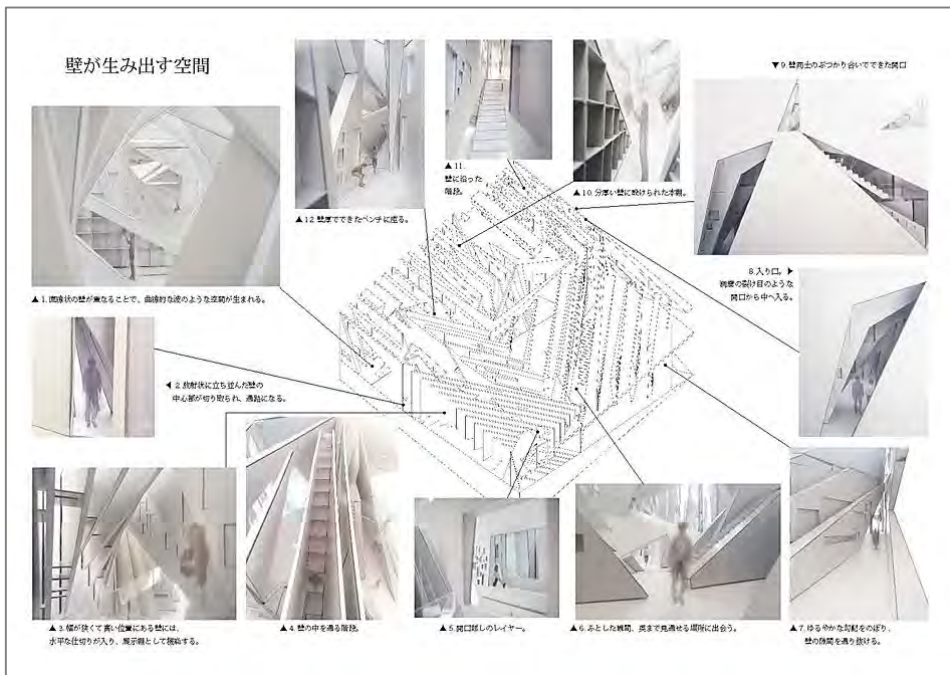 壁が生み出す空間
▲1.直線状の壁が重なることで、曲線的な波のような空間が生まれる。
◀ 2.放射状に立ち並んだ壁の
中心部が切り取られ、通路になる。
▲3.幅が狭くて高い位置にある壁には、
水平な仕切りが入り、展示棚として機能する。
▲4.壁の中を通る階段。
▲5.開口越しのレイヤー。
▲6.ふとした瞬間、奥まで見通せる場所に出会う。
▲7.ゆるやかな勾配をのぼり、
壁の隙間を通り抜ける。
8.入り口。▶
裂け目のような
開口から中へ入る。
▼9.壁同士のぶつかり合いでできた開口
▲10.分厚い壁に設けられた本棚。
▲11.
壁に沿った
階段。
▲12.壁厚でできたベンチに座る。